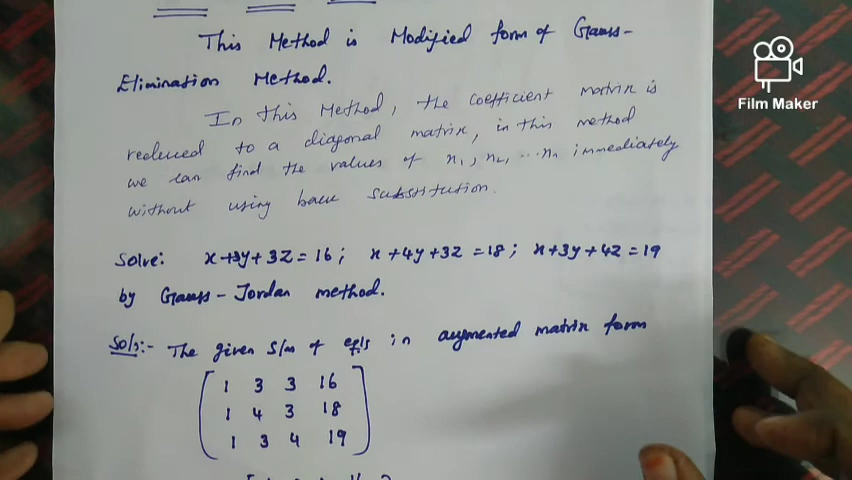 This Method is Modified form of Gauss-
Elimination Method.
In this Method, the coefficient matrix is
reduced to a diagonal matrix, in this method
we can find the values of x1, x2, ... xn immediately
without using back substitution.
Solve: x+3y+3z=16; x+4y+3z=18; x+3y+4z=19
by Gauss-Jordan method.
Sol:- The given S/m of eq/s in augmented matrix form
1 3 3 16
1 4 3 18
1 3 4 19
Film Maker